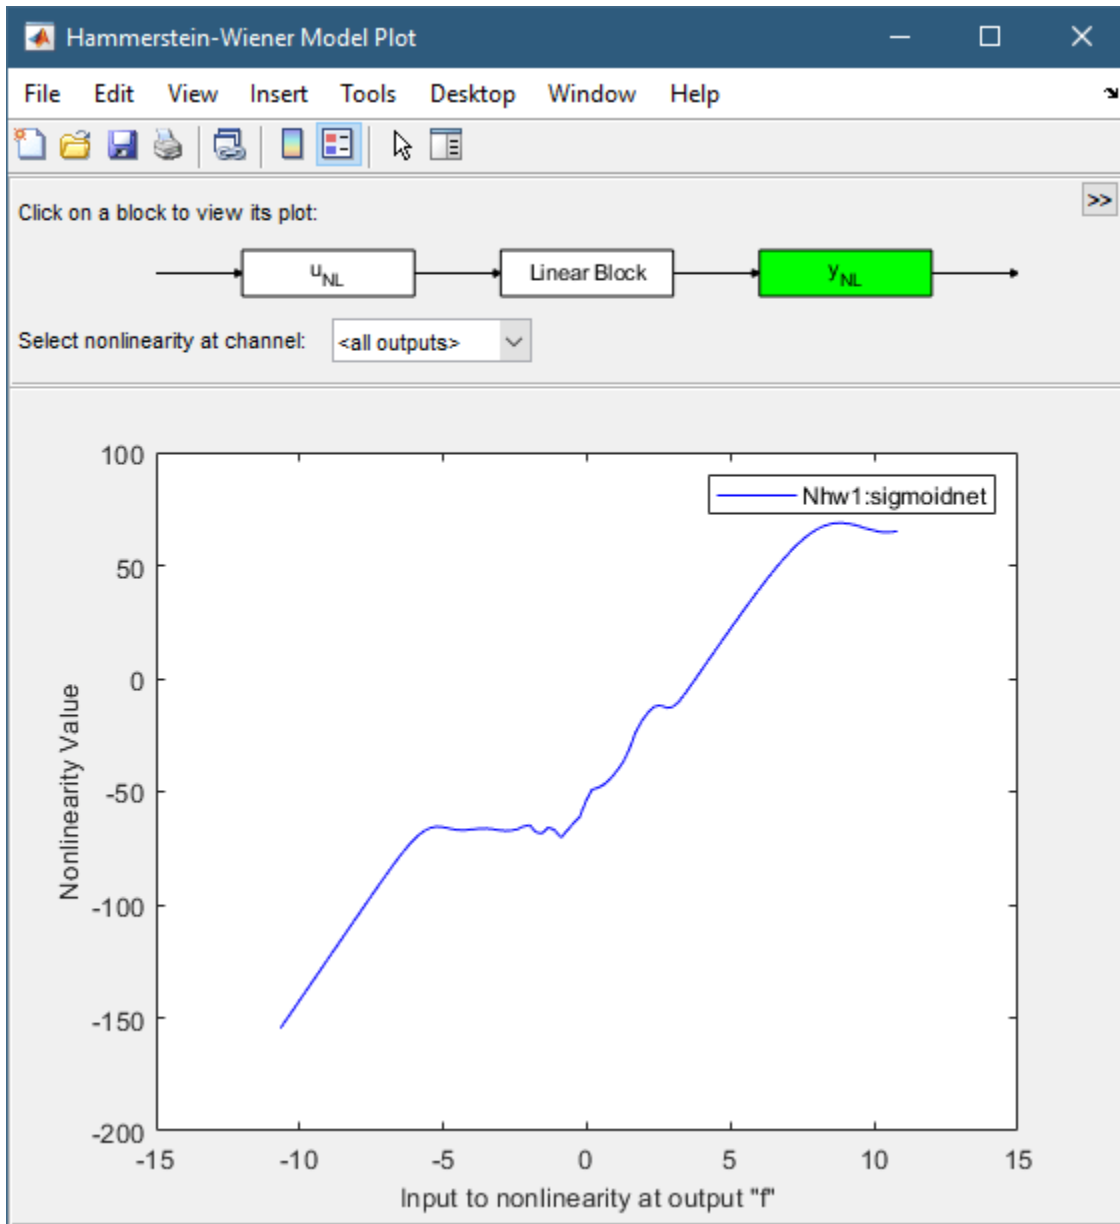 Hammerstein-Wiener Model Plot
File Edit View Insert Tools Desktop Window Help
>>
Click on a block to view its plot:
uNL Linear Block yNL
Select nonlinearity at channel: <all outputs>
100
50
0
-50
-100
-150
-200
Nonlinearity Value
Nhw1:sigmoidnet
-15 -10 -5 0 5 10 15
Input to nonlinearity at output "f"